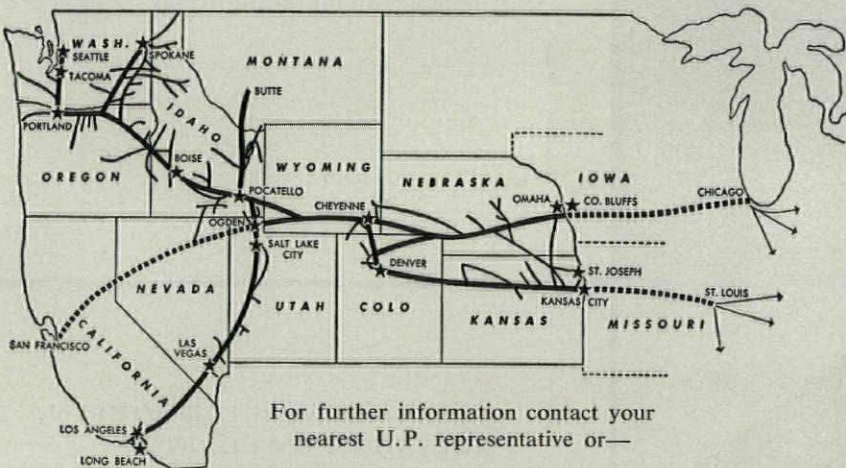 WASH.
SEATTLE
SPOKANE
TACOMA
MONTANA
BUTTE
IDAHO
PORTLAND
BOISE
WYOMING
OREGON
POCATELLO
NEBRASKA
IOWA
CHEYENNE
OMAHA
CO. BLUFFS
CHICAGO
OGDEN
SALT LAKE
CITY
DENVER
ST. JOSEPH
NEVADA
UTAH
COLO
KANSAS
KANSAS CITY
ST. LOUIS
MISSOURI
SAN FRANCISCO
CALIFORNIA
LAS
VEGAS
LOS ANGELES
LONG BEACH
For further information contact your
nearest U.P. representative or—